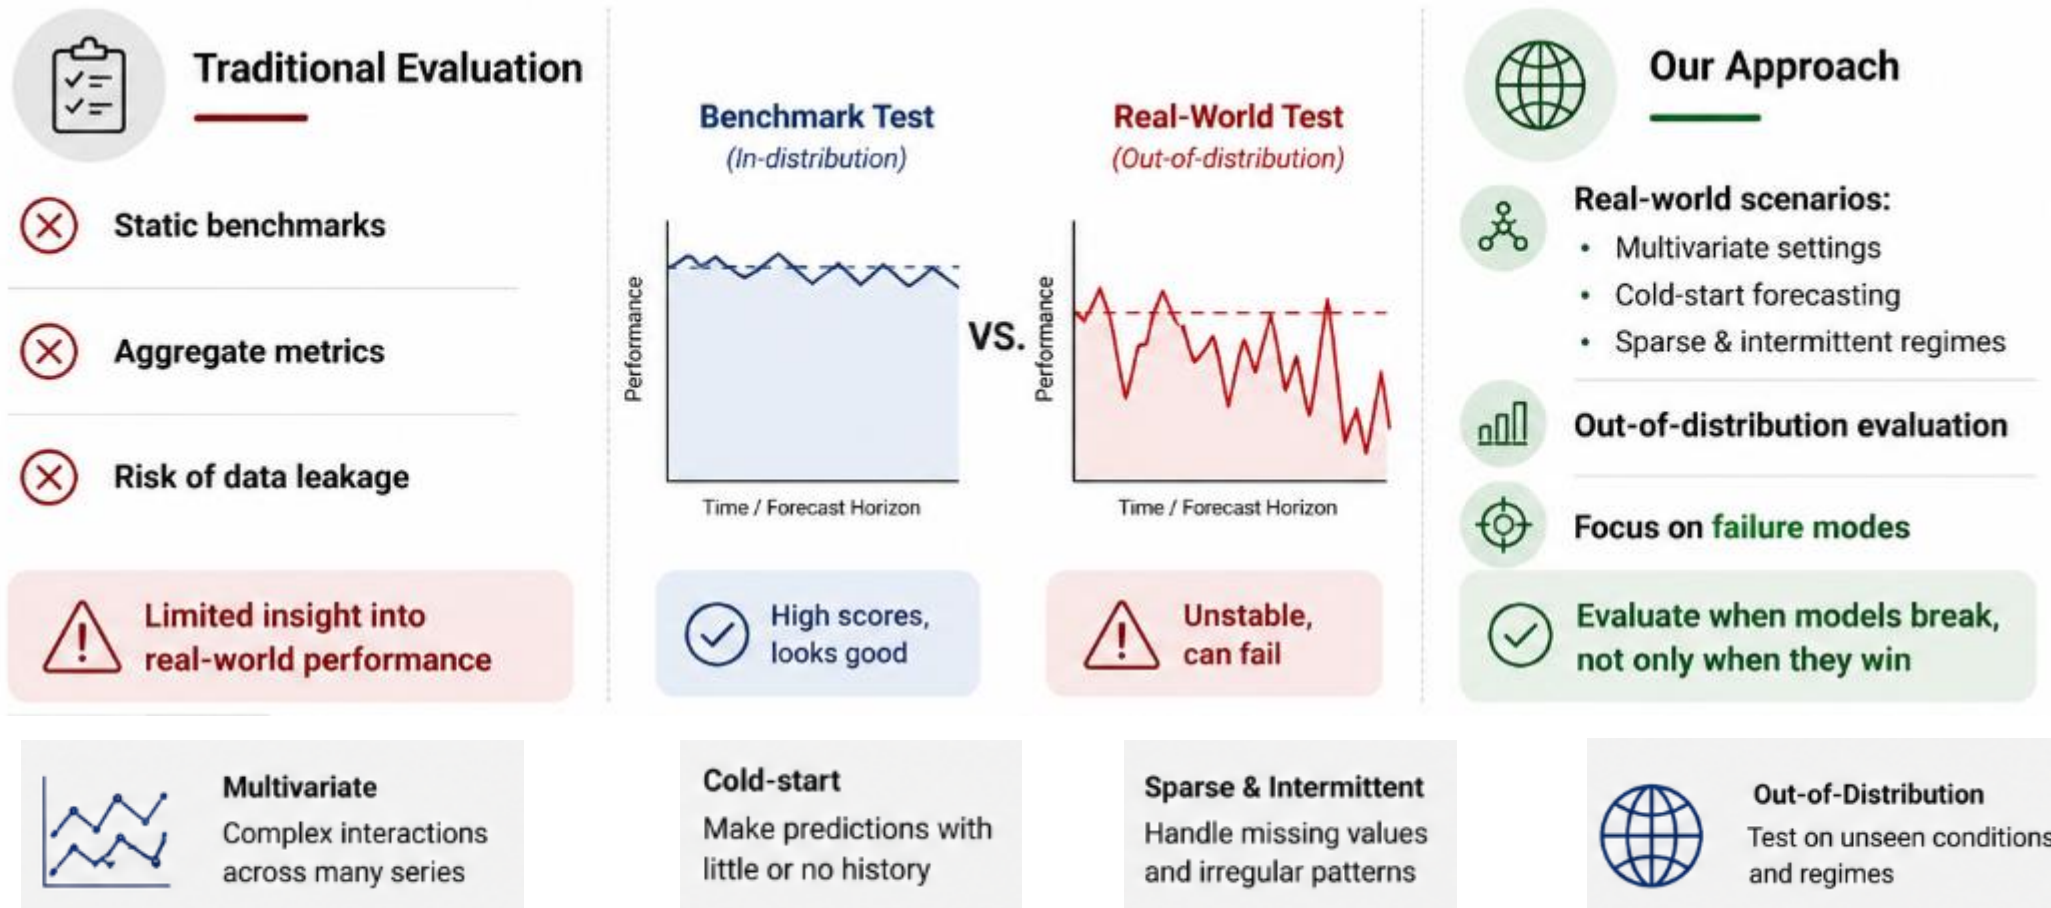 Traditional Evaluation
Static benchmarks
Aggregate metrics
Risk of data leakage
Limited insight into
real-world performance
Benchmark Test
(In-distribution)
Performance
Time / Forecast Horizon
High scores,
looks good
VS.
Real-World Test
(Out-of-distribution)
Performance
Time / Forecast Horizon
Unstable,
can fail
Our Approach
Real-world scenarios:
• Multivariate settings
• Cold-start forecasting
• Sparse & intermittent regimes
Out-of-distribution evaluation
Focus on failure modes
Evaluate when models break,
not only when they win
Multivariate
Complex interactions
across many series
Cold-start
Make predictions with
little or no history
Sparse & Intermittent
Handle missing values
and irregular patterns
Out-of-Distribution
Test on unseen conditions
and regimes